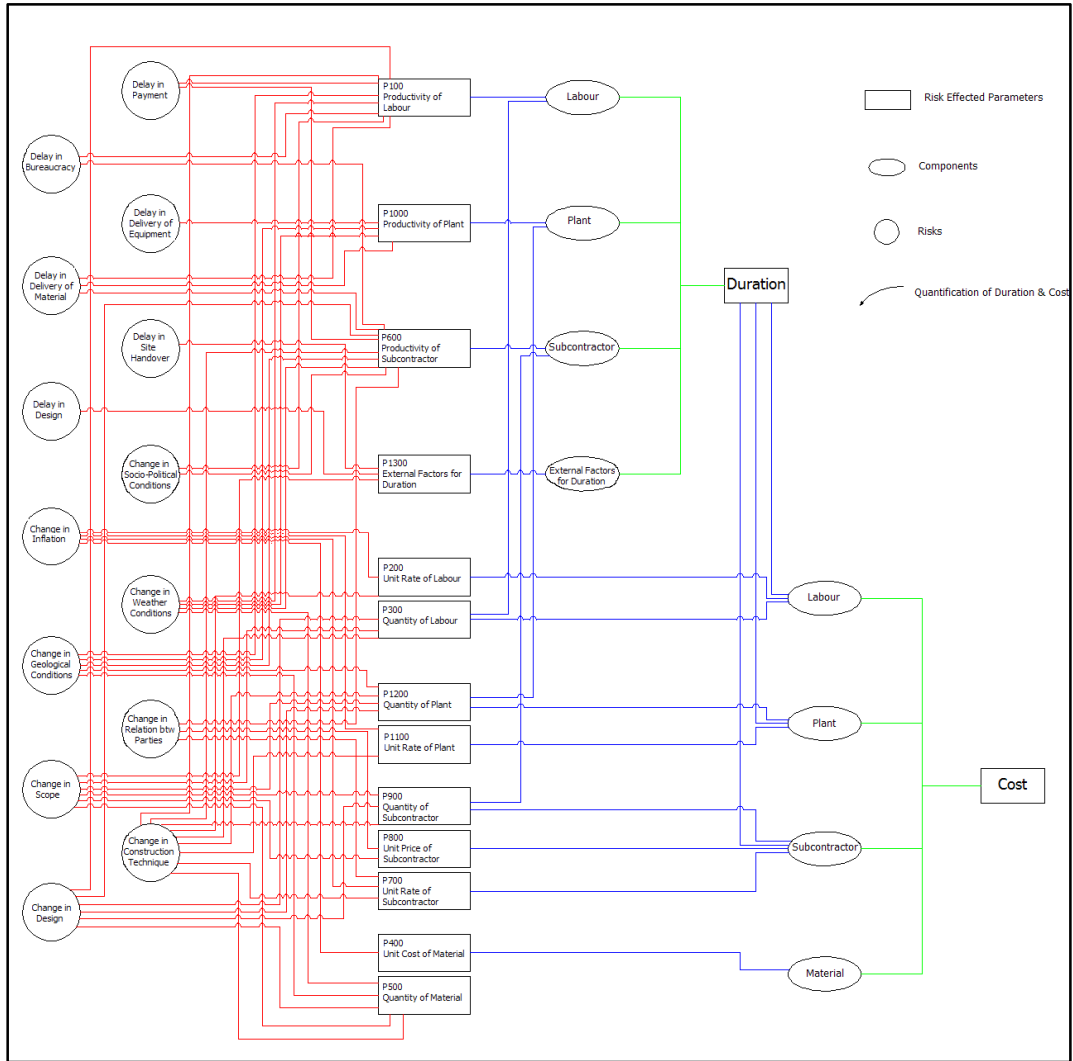 Delay in
Payment
Delay in
Bureaucracy
Delay in
Delivery of
Equipment
Delay in
Delivery of
Material
Delay in
Site
Handover
Delay in
Design
Change in
Socio-Political
Conditions
Change in
Inflation
Change in
Weather
Conditions
Change in
Geological
Conditions
Change in
Relation btw
Parties
Change in
Scope
Change in
Construction
Technique
Change in
Design
P100
Productivity of
Labour
P1000
Productivity of Plant
P600
Productivity of
Subcontractor
P1300
External Factors for
Duration
P200
Unit Rate of Labour
P300
Quantity of Labour
P1200
Quantity of Plant
P1100
Unit Rate of Plant
P900
Quantity of
Subcontractor
P800
Unit Price of
Subcontractor
P700
Unit Rate of
Subcontractor
P400
Unit Cost of Material
P500
Quantity of Material
Labour
Plant
Subcontractor
External Factors
for Duration
Duration
Labour
Plant
Subcontractor
Material
Cost
Risk Effected Parameters
Components
Risks
Quantification of Duration & Cost